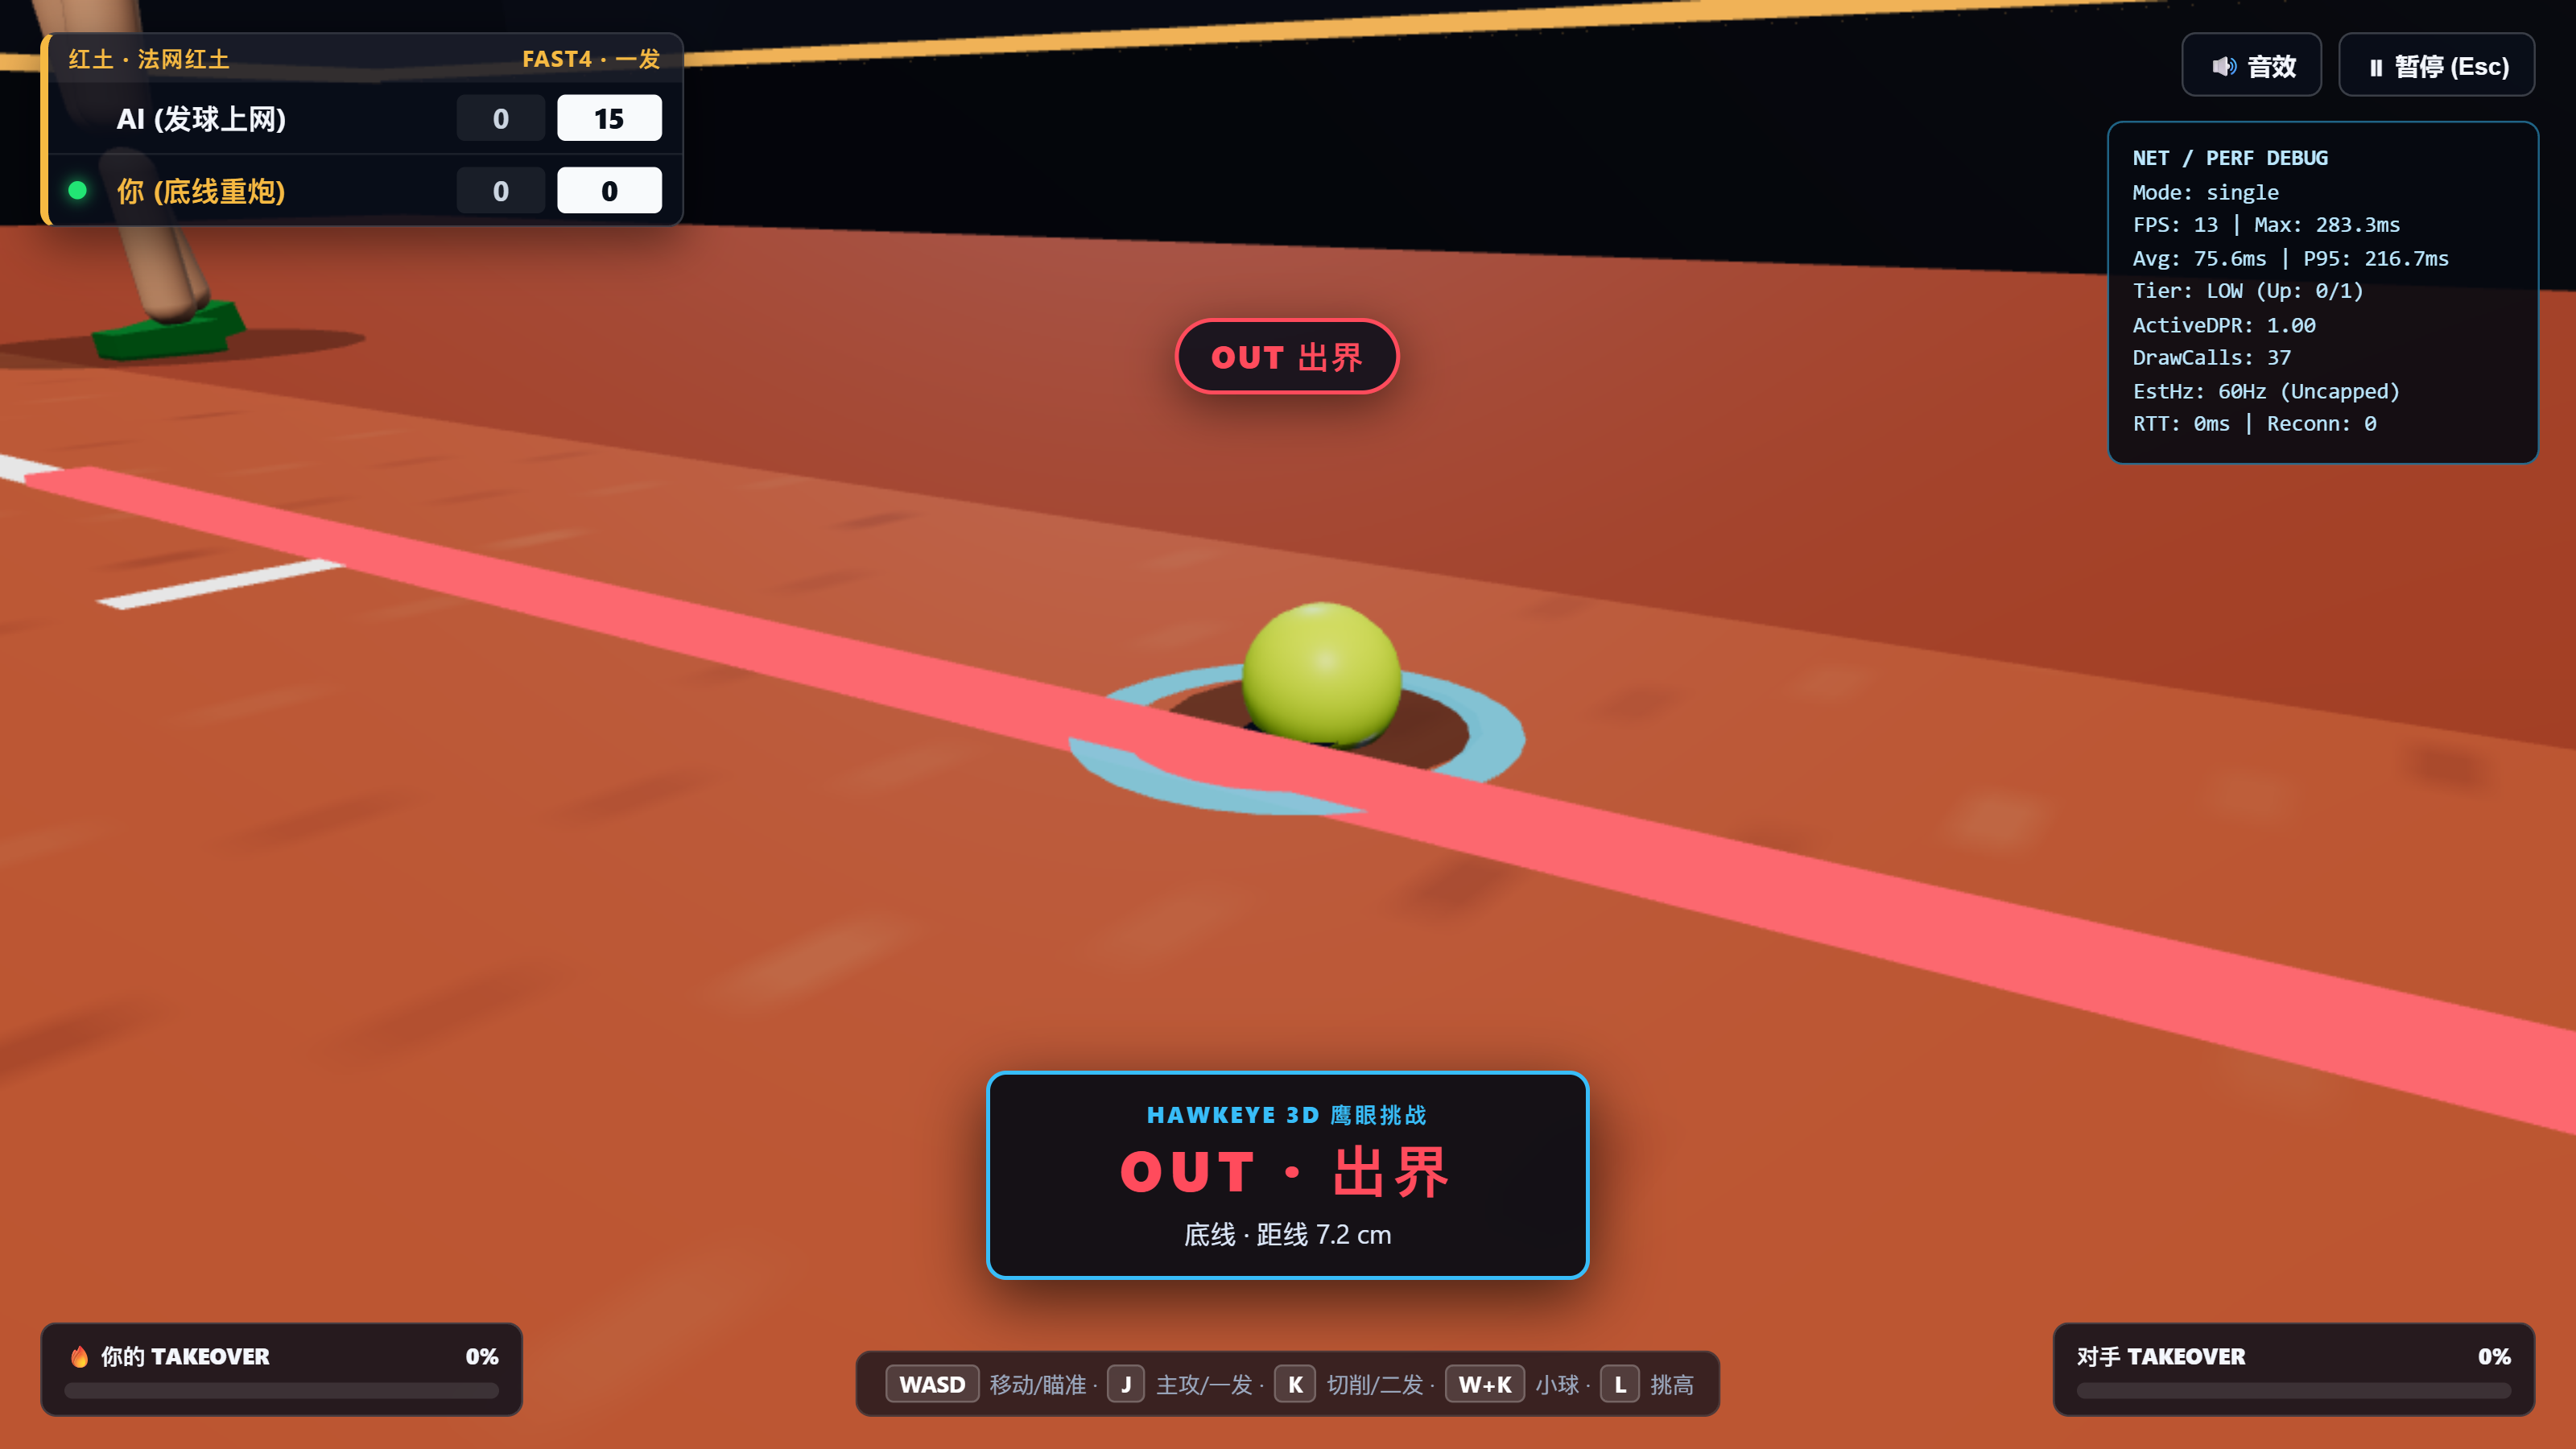 红土 · 法网红土 FAST4 · 一发
AI (发球上网) 0 15
你 (底线重炮) 0 0
🔊 音效
⏸ 暂停 (Esc)
NET / PERF DEBUG
Mode: single
FPS: 13 | Max: 283.3ms
Avg: 75.6ms | P95: 216.7ms
Tier: LOW (Up: 0/1)
ActiveDPR: 1.00
DrawCalls: 37
EstHz: 60Hz (Uncapped)
RTT: 0ms | Reconn: 0
OUT 出界
HAWKEYE 3D 鹰眼挑战
OUT · 出界
底线 · 距线 7.2 cm
🔥 你的 TAKEOVER 0%
WASD 移动/瞄准 · J 主攻/一发 · K 切削/二发 · W+K 小球 · L 挑高
对手 TAKEOVER 0%